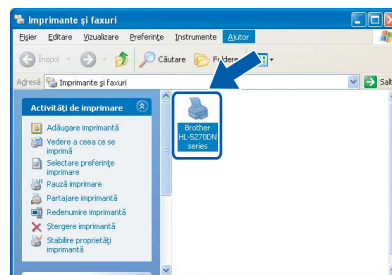 Imprimante şi faxuri
Fişier Editare Vizualizare Preferinţe Instrumente Ajutor
Înapoi Căutare Foldere
Adresă Imprimante şi faxuri Salt
Activităţi de imprimare
Adăugare imprimantă
Vedere a ceea ce se
imprimă
Selectare preferinţe
imprimare
Pauză imprimare
Partajare imprimantă
Redenumire imprimantă
Ştergere imprimantă
Stabilire proprietăţi
imprimantă
Brother
HL-5270DN
series